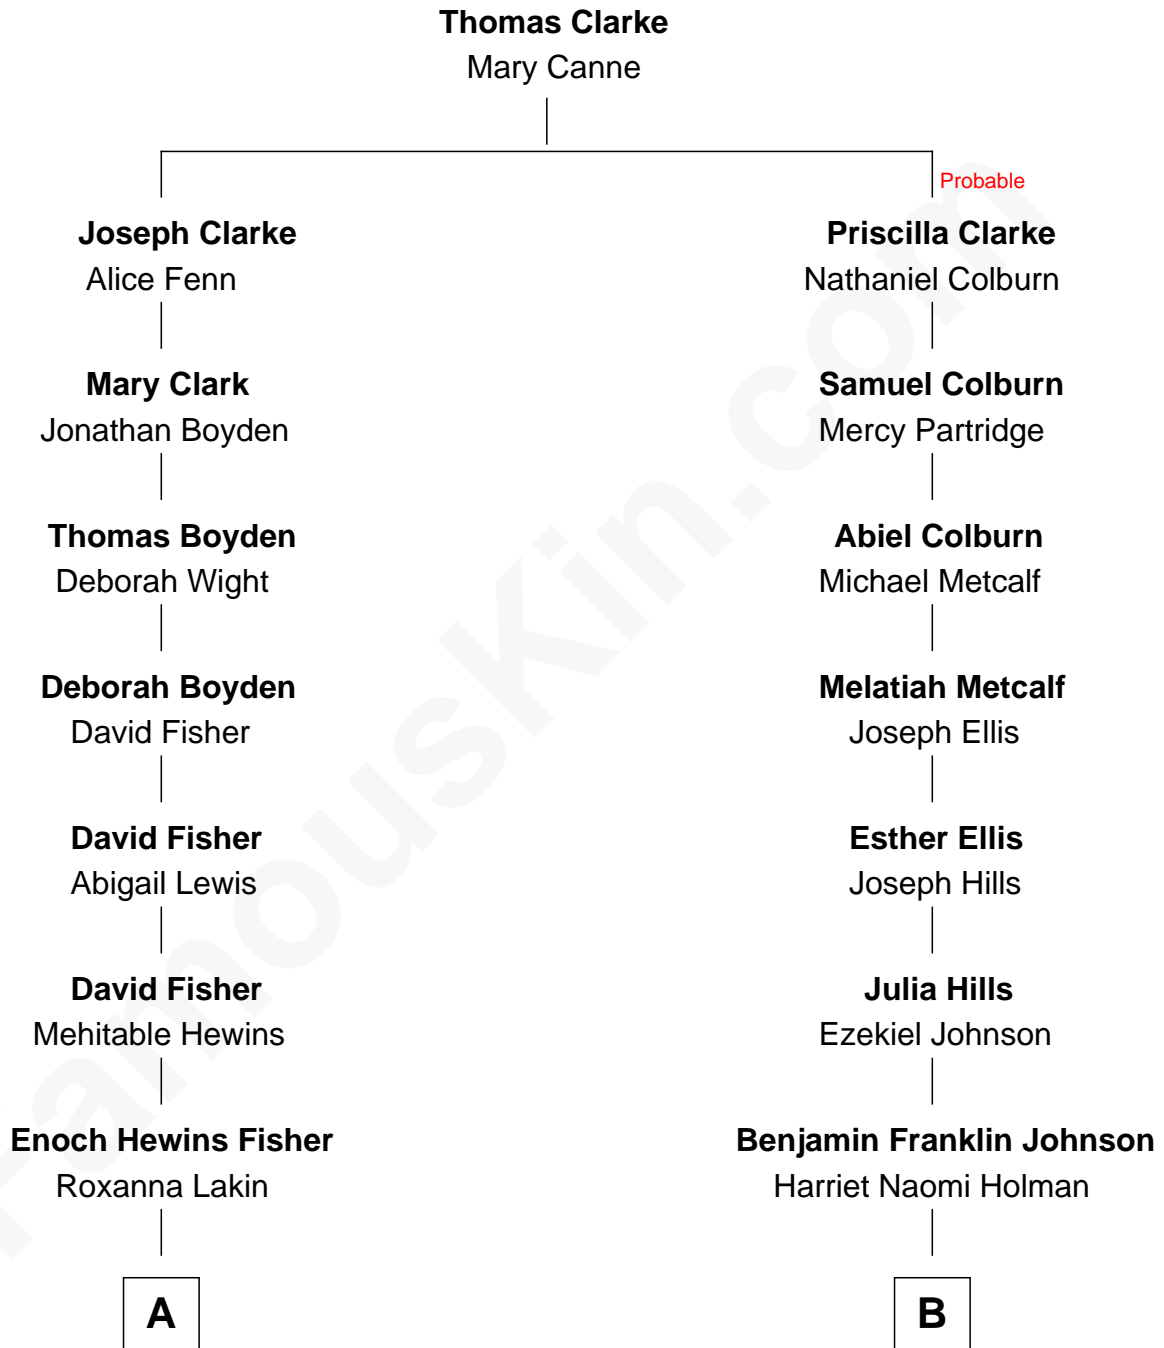 Thomas Clarke
Mary Canne
Probable
Joseph Clarke
Alice Fenn
Priscilla Clarke
Nathaniel Colburn
Mary Clark
Jonathan Boyden
Samuel Colburn
Mercy Partridge
Thomas Boyden
Deborah Wight
Abiel Colburn
Michael Metcalf
Deborah Boyden
David Fisher
Melatiah Metcalf
Joseph Ellis
David Fisher
Abigail Lewis
Esther Ellis
Joseph Hills
David Fisher
Mehitable Hewins
Julia Hills
Ezekiel Johnson
Enoch Hewins Fisher
Roxanna Lakin
Benjamin Franklin Johnson
Harriet Naomi Holman
A
B
FamousKin.com